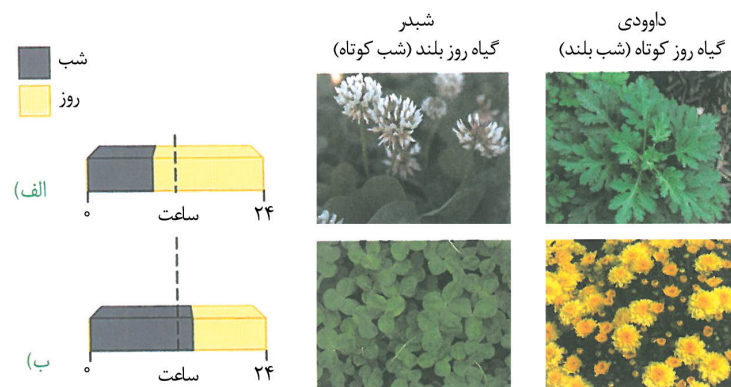 داوودی
گیاه روز کوتاه (شب بلند)
شبدر
گیاه روز بلند (شب کوتاه)
شب
روز
الف)
۰
ساعت
۲۴
ب)
۰
ساعت
۲۴